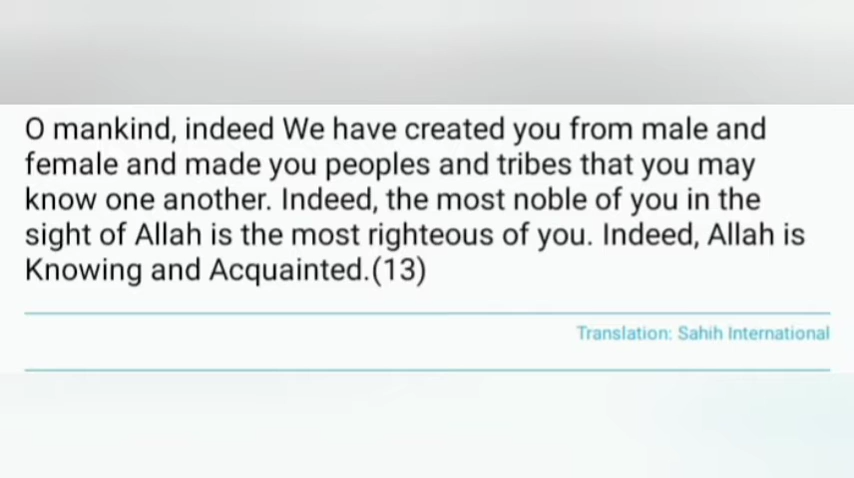 O mankind, indeed We have created you from male and
female and made you peoples and tribes that you may
know one another. Indeed, the most noble of you in the
sight of Allah is the most righteous of you. Indeed, Allah is
Knowing and Acquainted.(13)
Translation: Sahih International